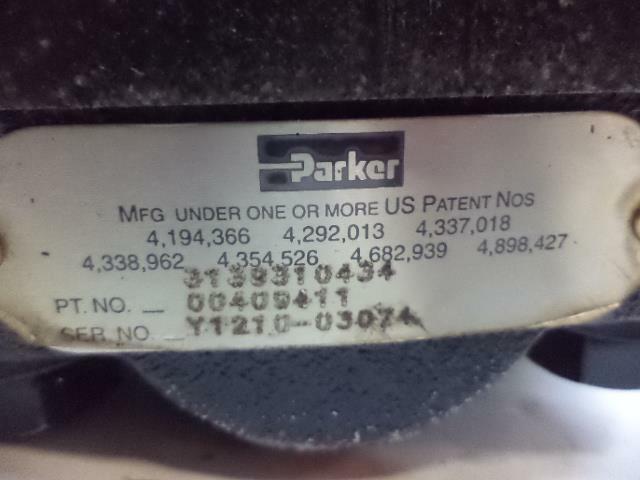 Parker
MFG UNDER ONE OR MORE US PATENT NOS
4,194,366 4,292,013 4,337,018
4,338,962 4,354,526 4,682,939 4,898,427
3139310434
PT. NO. 00409411
SER NO Y1210-03074